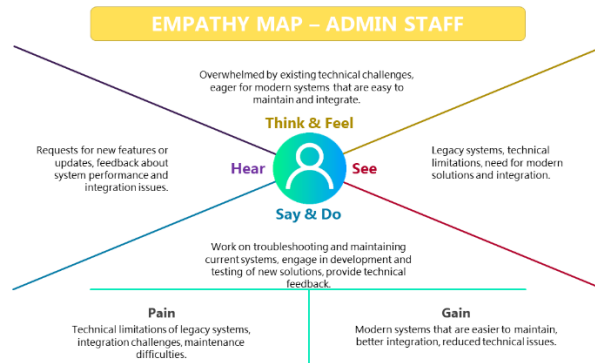 EMPATHY MAP – ADMIN STAFF
Overwhelmed by existing technical challenges,
eager for modern systems that are easy to
maintain and integrate.
Think & Feel
Requests for new features or
updates, feedback about
system performance and
integration issues.
Hear
See
Legacy systems, technical
limitations, need for modern
solutions and integration.
Say & Do
Work on troubleshooting and maintaining
current systems, engage in development and
testing of new solutions, provide technical
feedback.
Pain
Technical limitations of legacy systems,
integration challenges, maintenance
difficulties.
Gain
Modern systems that are easier to maintain,
better integration, reduced technical issues.